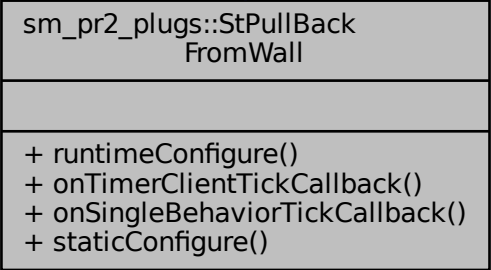 sm_pr2_plugs::StPullBack
FromWall
+ runtimeConfigure()
+ onTimerClientTickCallback()
+ onSingleBehaviorTickCallback()
+ staticConfigure()